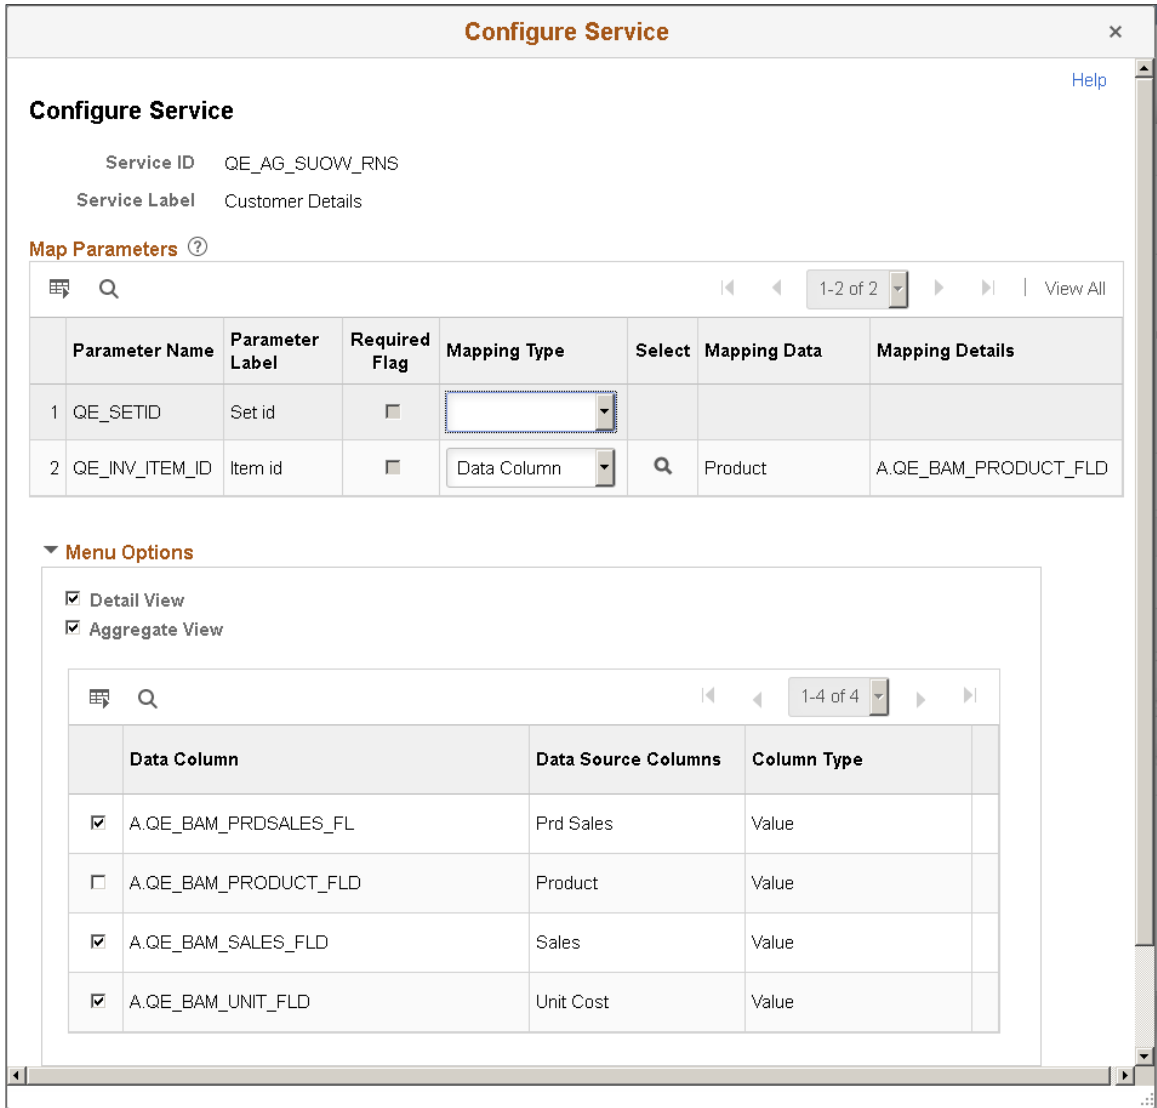 Configure Service ×
Help
Configure Service
Service ID QE_AG_SUOW_RNS
Service Label Customer Details
Map Parameters ?
1-2 of 2 | View All
Parameter Name Parameter Label Required Flag Mapping Type Select Mapping Data Mapping Details
1 QE_SETID Set id
2 QE_INV_ITEM_ID Item id Data Column Product A.QE_BAM_PRODUCT_FLD
Menu Options
Detail View
Aggregate View
1-4 of 4
Data Column Data Source Columns Column Type
A.QE_BAM_PRDSALES_FL Prd Sales Value
A.QE_BAM_PRODUCT_FLD Product Value
A.QE_BAM_SALES_FLD Sales Value
A.QE_BAM_UNIT_FLD Unit Cost Value